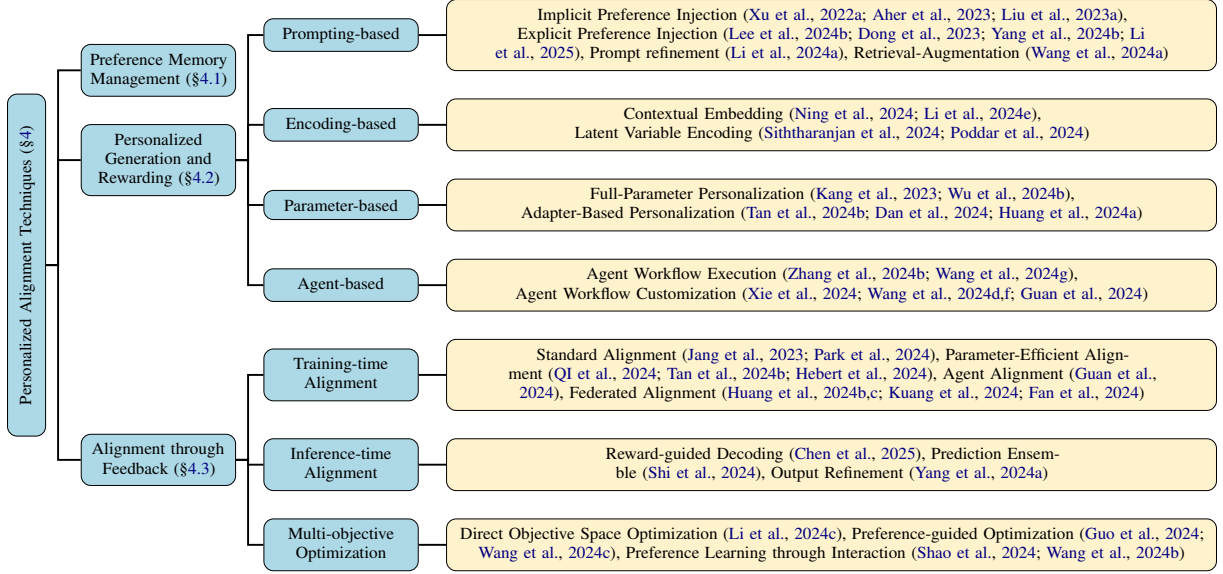 Personalized Alignment Techniques (§4)
Preference Memory
Management (§4.1)
Personalized
Generation and
Rewarding (§4.2)
Prompting-based
Implicit Preference Injection (Xu et al., 2022a; Aher et al., 2023; Liu et al., 2023a),
Explicit Preference Injection (Lee et al., 2024b; Dong et al., 2023; Yang et al., 2024b; Li
et al., 2025), Prompt refinement (Li et al., 2024a), Retrieval-Augmentation (Wang et al., 2024a)
Encoding-based
Contextual Embedding (Ning et al., 2024; Li et al., 2024e),
Latent Variable Encoding (Siththaranjan et al., 2024; Poddar et al., 2024)
Parameter-based
Full-Parameter Personalization (Kang et al., 2023; Wu et al., 2024b),
Adapter-Based Personalization (Tan et al., 2024b; Dan et al., 2024; Huang et al., 2024a)
Agent-based
Agent Workflow Execution (Zhang et al., 2024b; Wang et al., 2024g),
Agent Workflow Customization (Xie et al., 2024; Wang et al., 2024d,f; Guan et al., 2024)
Alignment through
Feedback (§4.3)
Training-time
Alignment
Standard Alignment (Jang et al., 2023; Park et al., 2024), Parameter-Efficient Align-
ment (QI et al., 2024; Tan et al., 2024b; Hebert et al., 2024), Agent Alignment (Guan et al.,
2024), Federated Alignment (Huang et al., 2024b,c; Kuang et al., 2024; Fan et al., 2024)
Inference-time
Alignment
Reward-guided Decoding (Chen et al., 2025), Prediction Ensem-
ble (Shi et al., 2024), Output Refinement (Yang et al., 2024a)
Multi-objective
Optimization
Direct Objective Space Optimization (Li et al., 2024c), Preference-guided Optimization (Guo et al., 2024;
Wang et al., 2024c), Preference Learning through Interaction (Shao et al., 2024; Wang et al., 2024b)